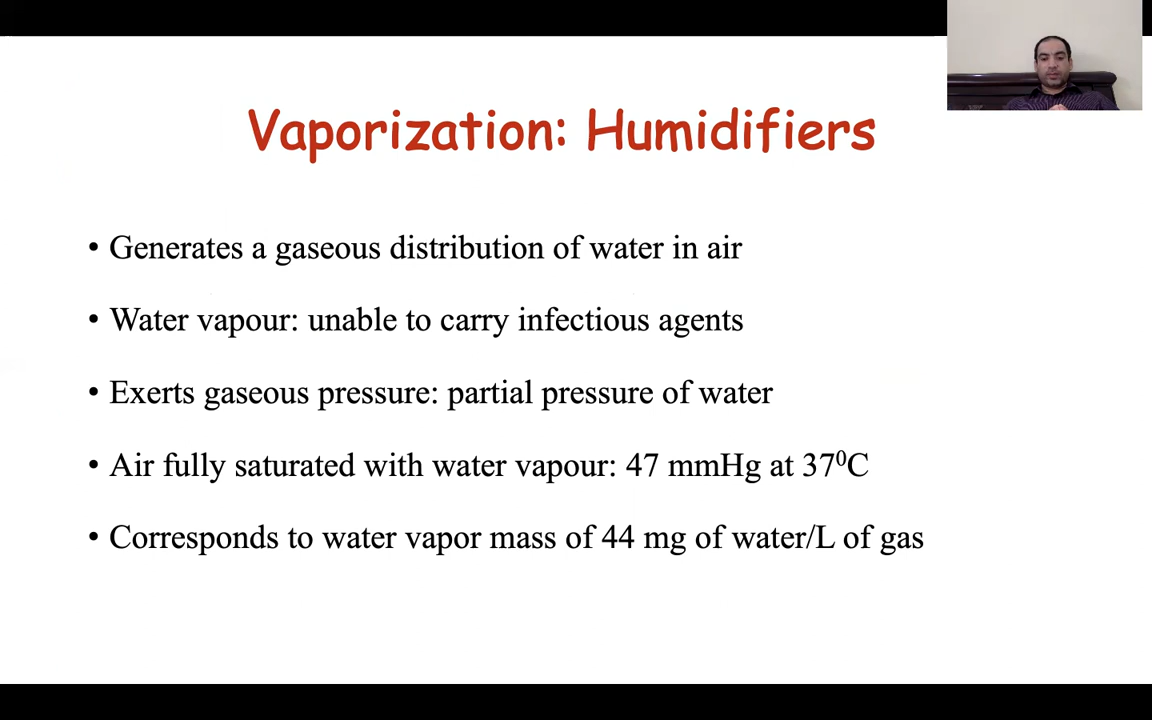 Vaporization: Humidifiers
• Generates a gaseous distribution of water in air
• Water vapour: unable to carry infectious agents
• Exerts gaseous pressure: partial pressure of water
• Air fully saturated with water vapour: 47 mmHg at 37⁰C
• Corresponds to water vapor mass of 44 mg of water/L of gas